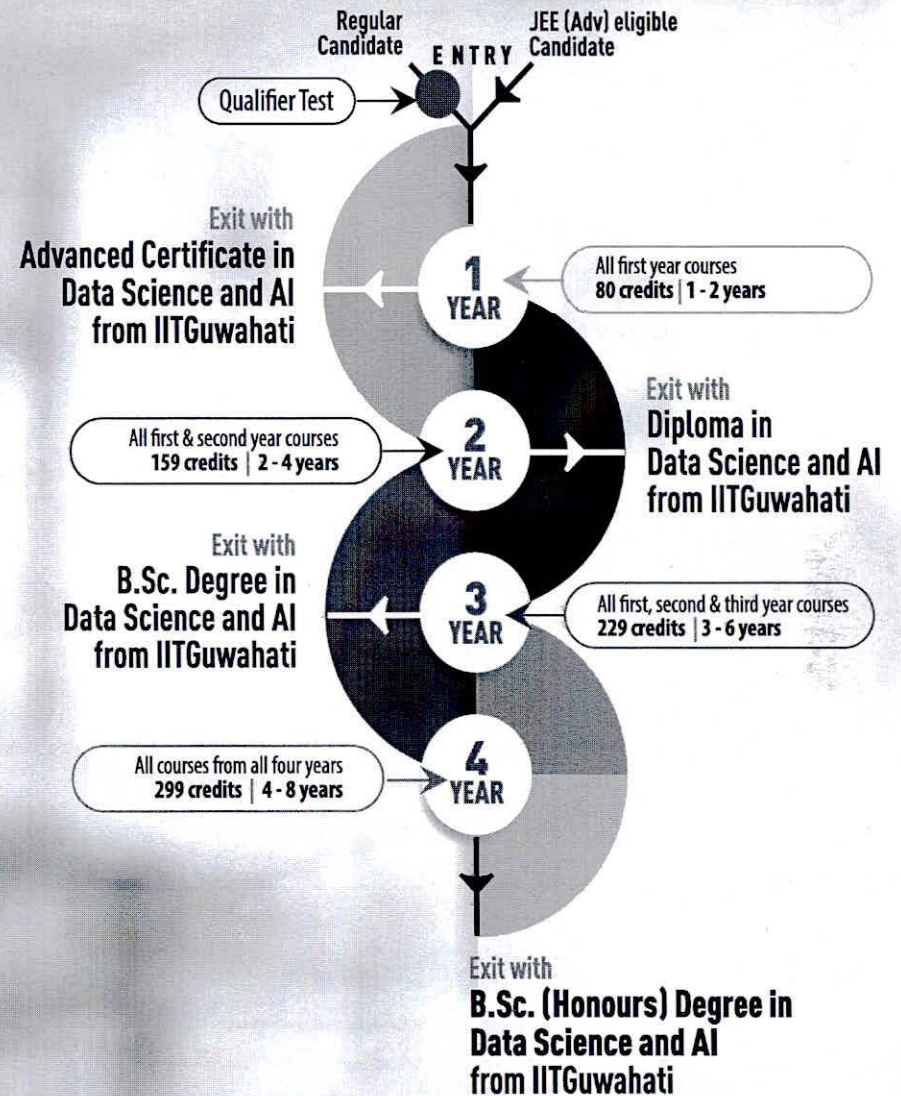 Regular
Candidate
JEE (Adv) eligible
Candidate
ENTRY
Qualifier Test
Exit with
Advanced Certificate in
Data Science and AI
from IITGuwahati
1
YEAR
All first year courses
80 credits | 1 - 2 years
All first & second year courses
159 credits | 2 - 4 years
2
YEAR
Exit with
Diploma in
Data Science and AI
from IITGuwahati
Exit with
B.Sc. Degree in
Data Science and AI
from IITGuwahati
3
YEAR
All first, second & third year courses
229 credits | 3 - 6 years
All courses from all four years
299 credits | 4 - 8 years
4
YEAR
Exit with
B.Sc. (Honours) Degree in
Data Science and AI
from IITGuwahati